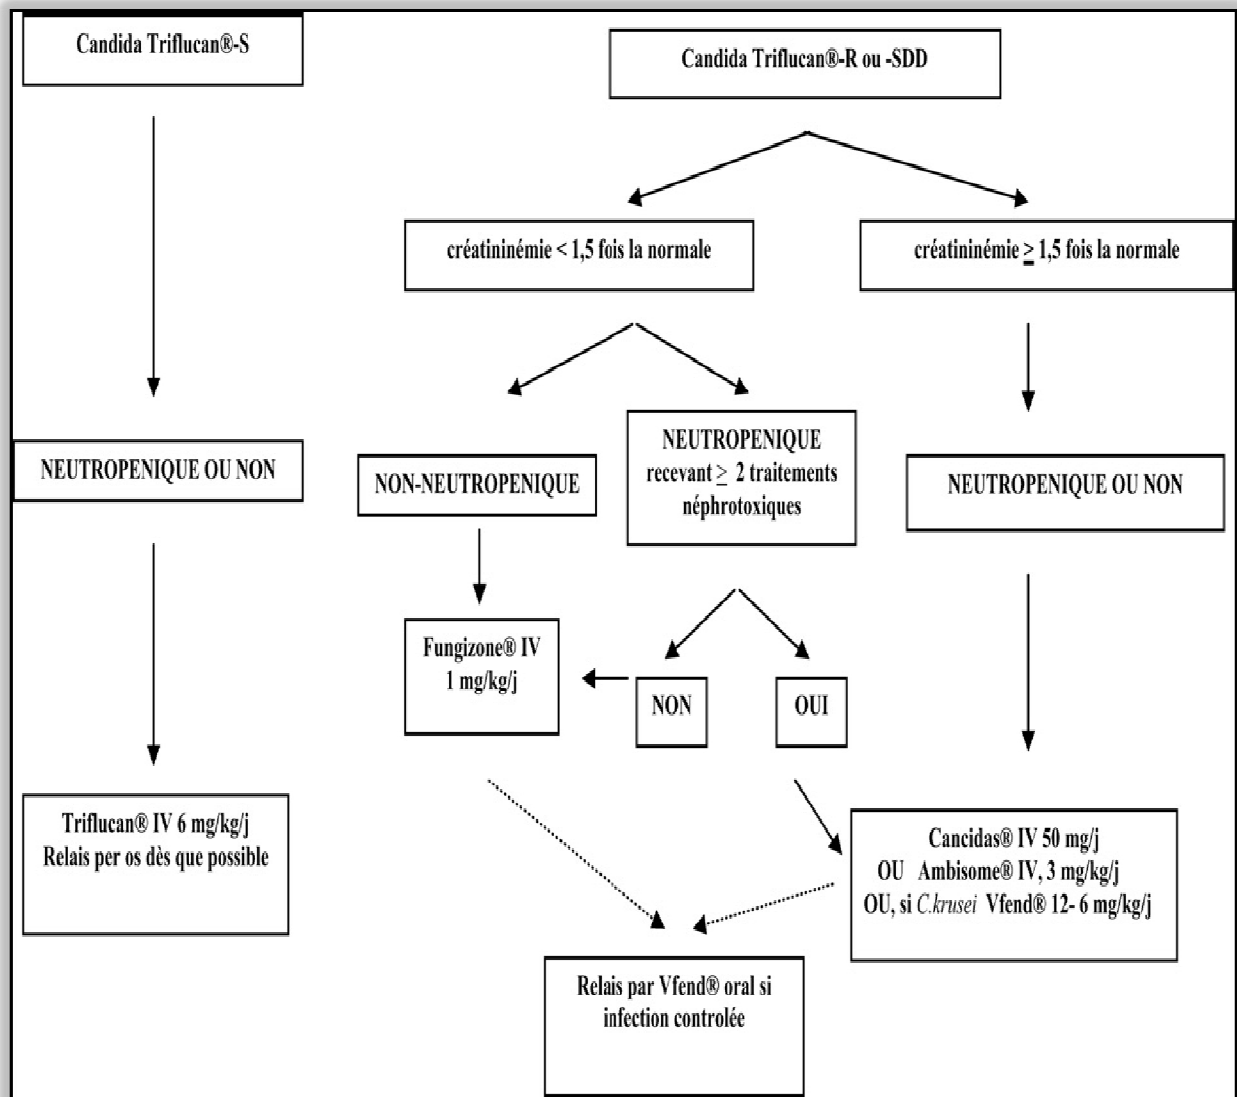 Candida Triflucan®-S
Candida Triflucan®-R ou -SDD
créatininémie < 1,5 fois la normale
créatininémie ≥ 1,5 fois la normale
NEUTROPENIQUE OU NON
NON-NEUTROPENIQUE
NEUTROPENIQUE
recevant ≥ 2 traitements
néphrotoxiques
NEUTROPENIQUE OU NON
Fungizone® IV
1 mg/kg/j
NON
OUI
Triflucan® IV 6 mg/kg/j
Relais per os dès que possible
Cancidas® IV 50 mg/j
OU Ambisome® IV, 3 mg/kg/j
OU, si C.krusei Vfend® 12- 6 mg/kg/j
Relais par Vfend® oral si
infection controlée